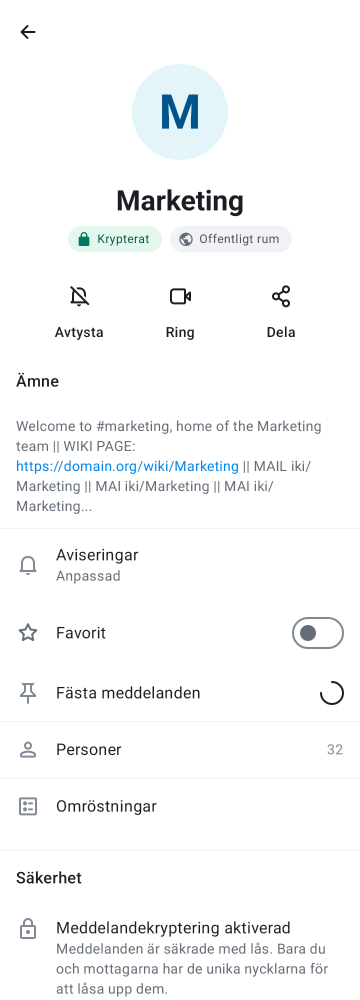 M
Marketing
Krypterat
Offentligt rum
Avtysta
Ring
Dela
Ämne
Welcome to #marketing, home of the Marketing
team || WIKI PAGE:
https://domain.org/wiki/Marketing || MAIL iki/
Marketing || MAI iki/Marketing || MAI iki/
Marketing...
Aviseringar
Anpassad
Favorit
Fästa meddelanden
Personer
32
Omröstningar
Säkerhet
Meddelandekryptering aktiverad
Meddelanden är säkrade med lås. Bara du
och mottagarna har de unika nycklarna för
att låsa upp dem.